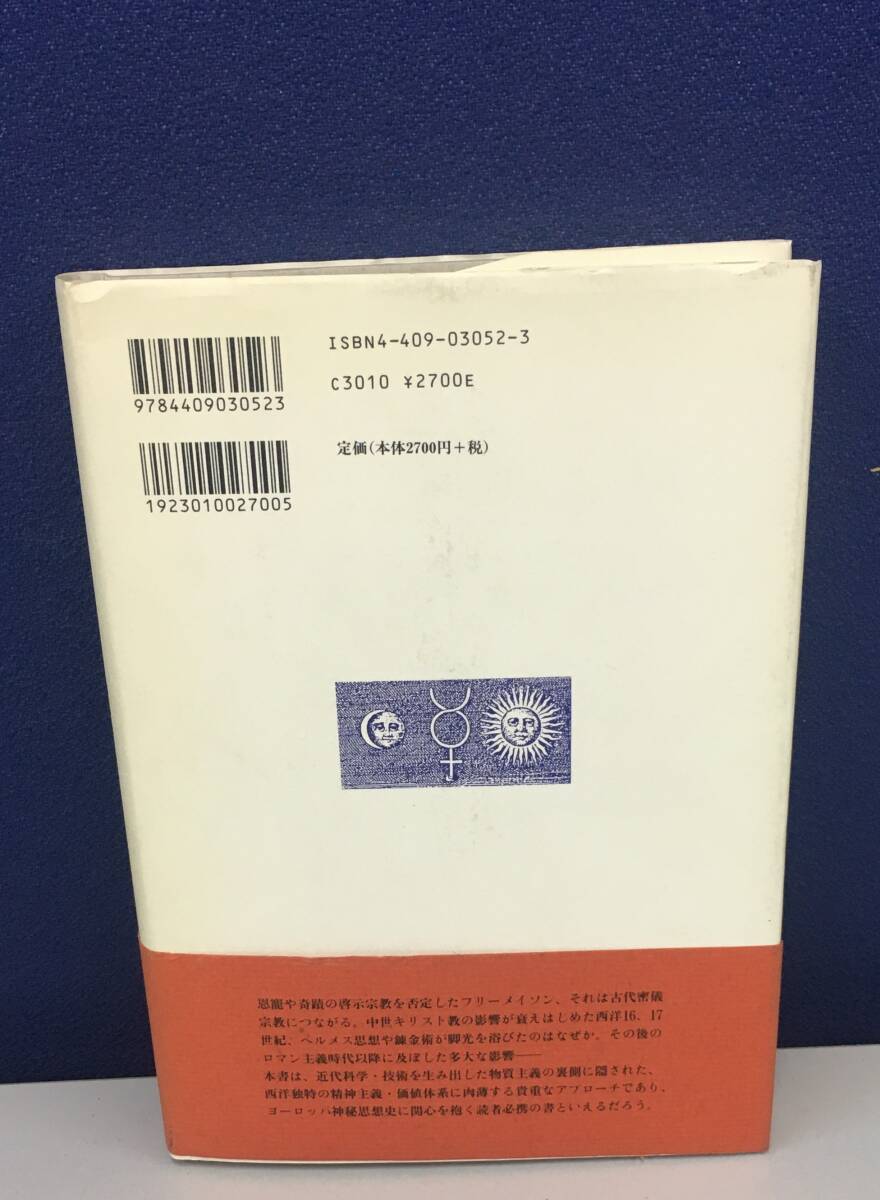 ISBN4-409-03052-3
C3010 ¥2700E
9784409030523
定価(本体2700円+税)
1923010027005
恩寵や奇蹟の啓示宗教を否定したフリーメイソン、それは古代密儀
宗教につながる。中世キリスト教の影響が衰えはじめた西洋16、17
世紀、ヘルメス思想や錬金術が脚光を浴びたのはなぜか。その後の
ロマン主義時代以降に及ぼした多大な影響――
本書は、近代科学・技術を生み出した物質主義の裏側に隠された、
西洋独特の精神主義・価値体系に肉薄する貴重なアプローチであり、
ヨーロッパ神秘思想史に関心を抱く読者必携の書といえるだろう。